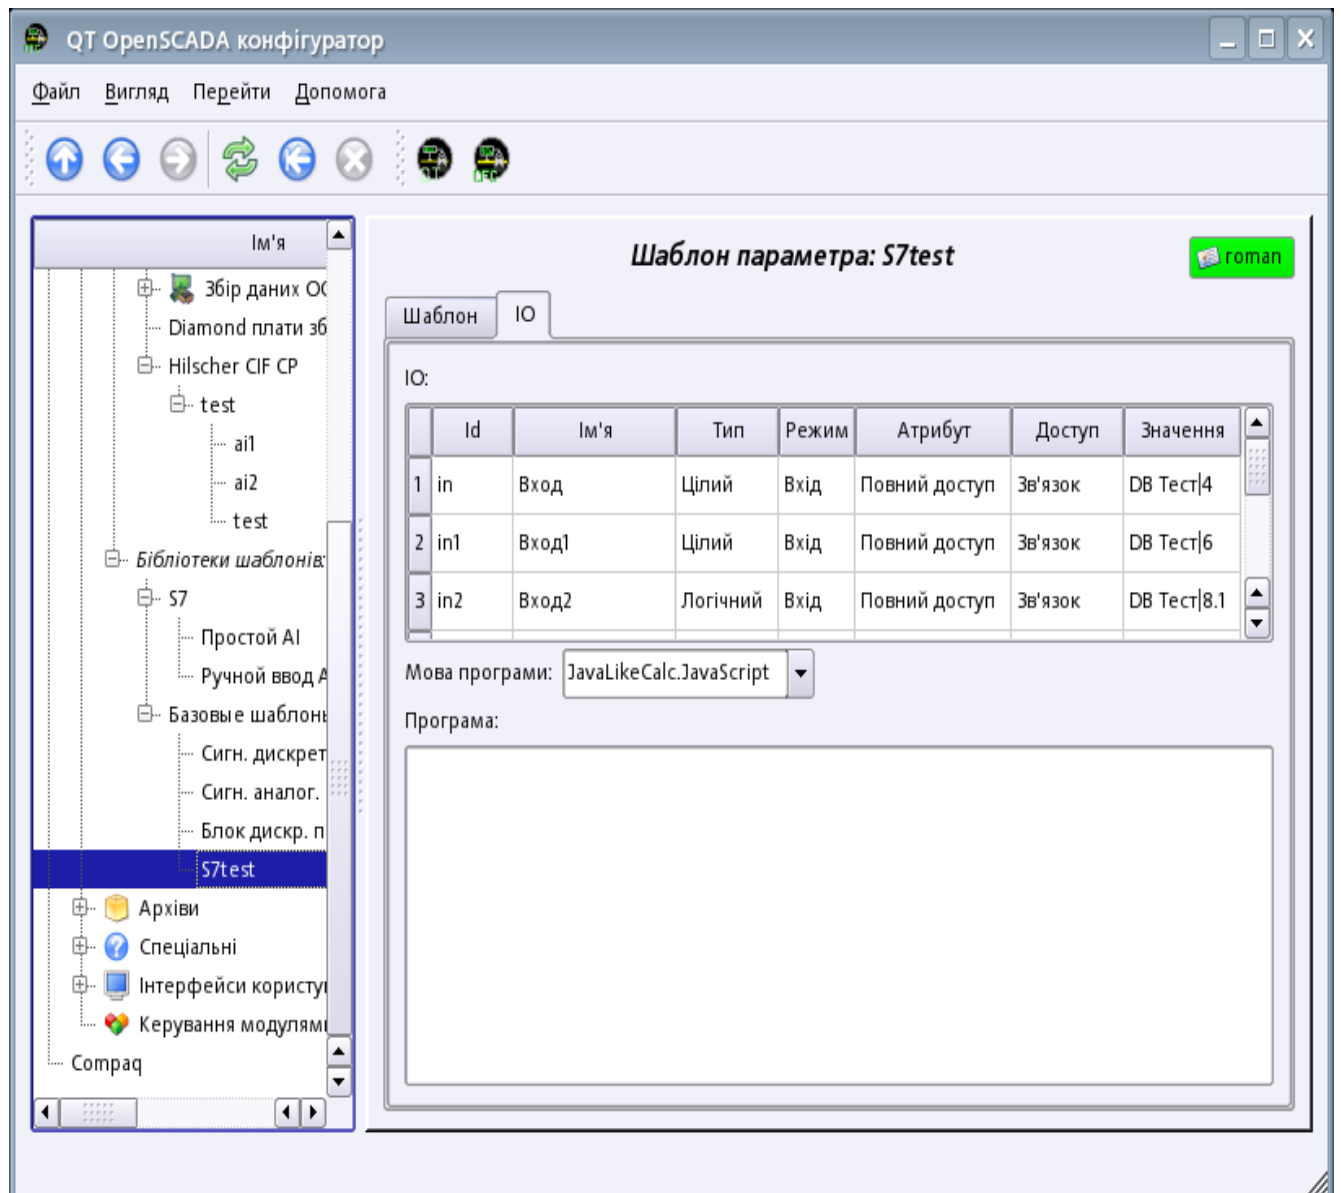 QT OpenSCADA конфігуратор
Файл Вигляд Перейти Допомога
Ім'я
Збір даних
Diamond плати зб
Hilscher CIF CP
test
ai1
ai2
test
Бібліотеки шаблонів:
S7
Простой AI
Ручной ввод
Базовые шаблон
Сигн. дискрет
Сигн. аналог.
Блок дискр. п
S7test
Архіви
Спеціальні
Інтерфейси користу
Керування модулям
Compaq
Шаблон параметра: S7test
roman
Шаблон IO
IO:
Id Ім'я Тип Режим Атрибут Доступ Значення
1 in Вход Цілий Вхід Повний доступ Зв'язок DB Тест|4
2 in1 Вход1 Цілий Вхід Повний доступ Зв'язок DB Тест|6
3 in2 Вход2 Логічний Вхід Повний доступ Зв'язок DB Тест|8.1
Мова програми: JavaLikeCalc.JavaScript
Програма: